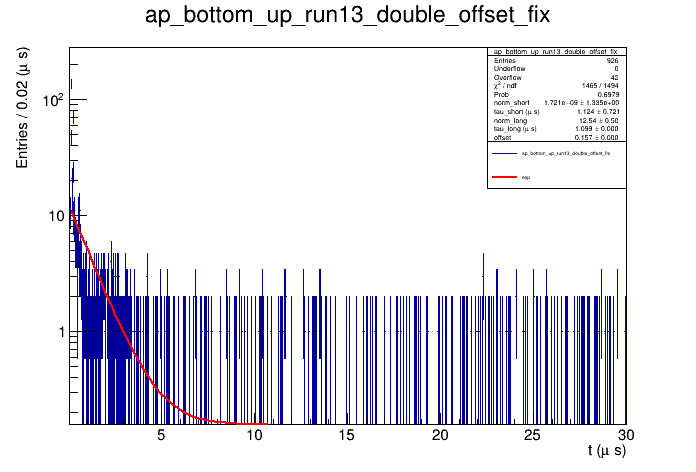 ap_bottom_up_run13_double_offset_fix
Entries / 0.02 (μ s)
ap_bottom_up_run13_double_offset_fix
Entries 926
Underflow 0
Overflow 42
χ² / ndf 1465 / 1494
Prob 0.6979
norm_short 1.721e−09 ± 1.335e+00
tau_short (μ s) 1.124 ± 0.721
norm_long 12.54 ± 0.50
tau_long (μ s) 1.099 ± 0.000
offset 0.157 ± 0.000
ap_bottom_up_run13_double_offset_fix
10²
10
1
5 10 15 20 25 30
t (μ s)